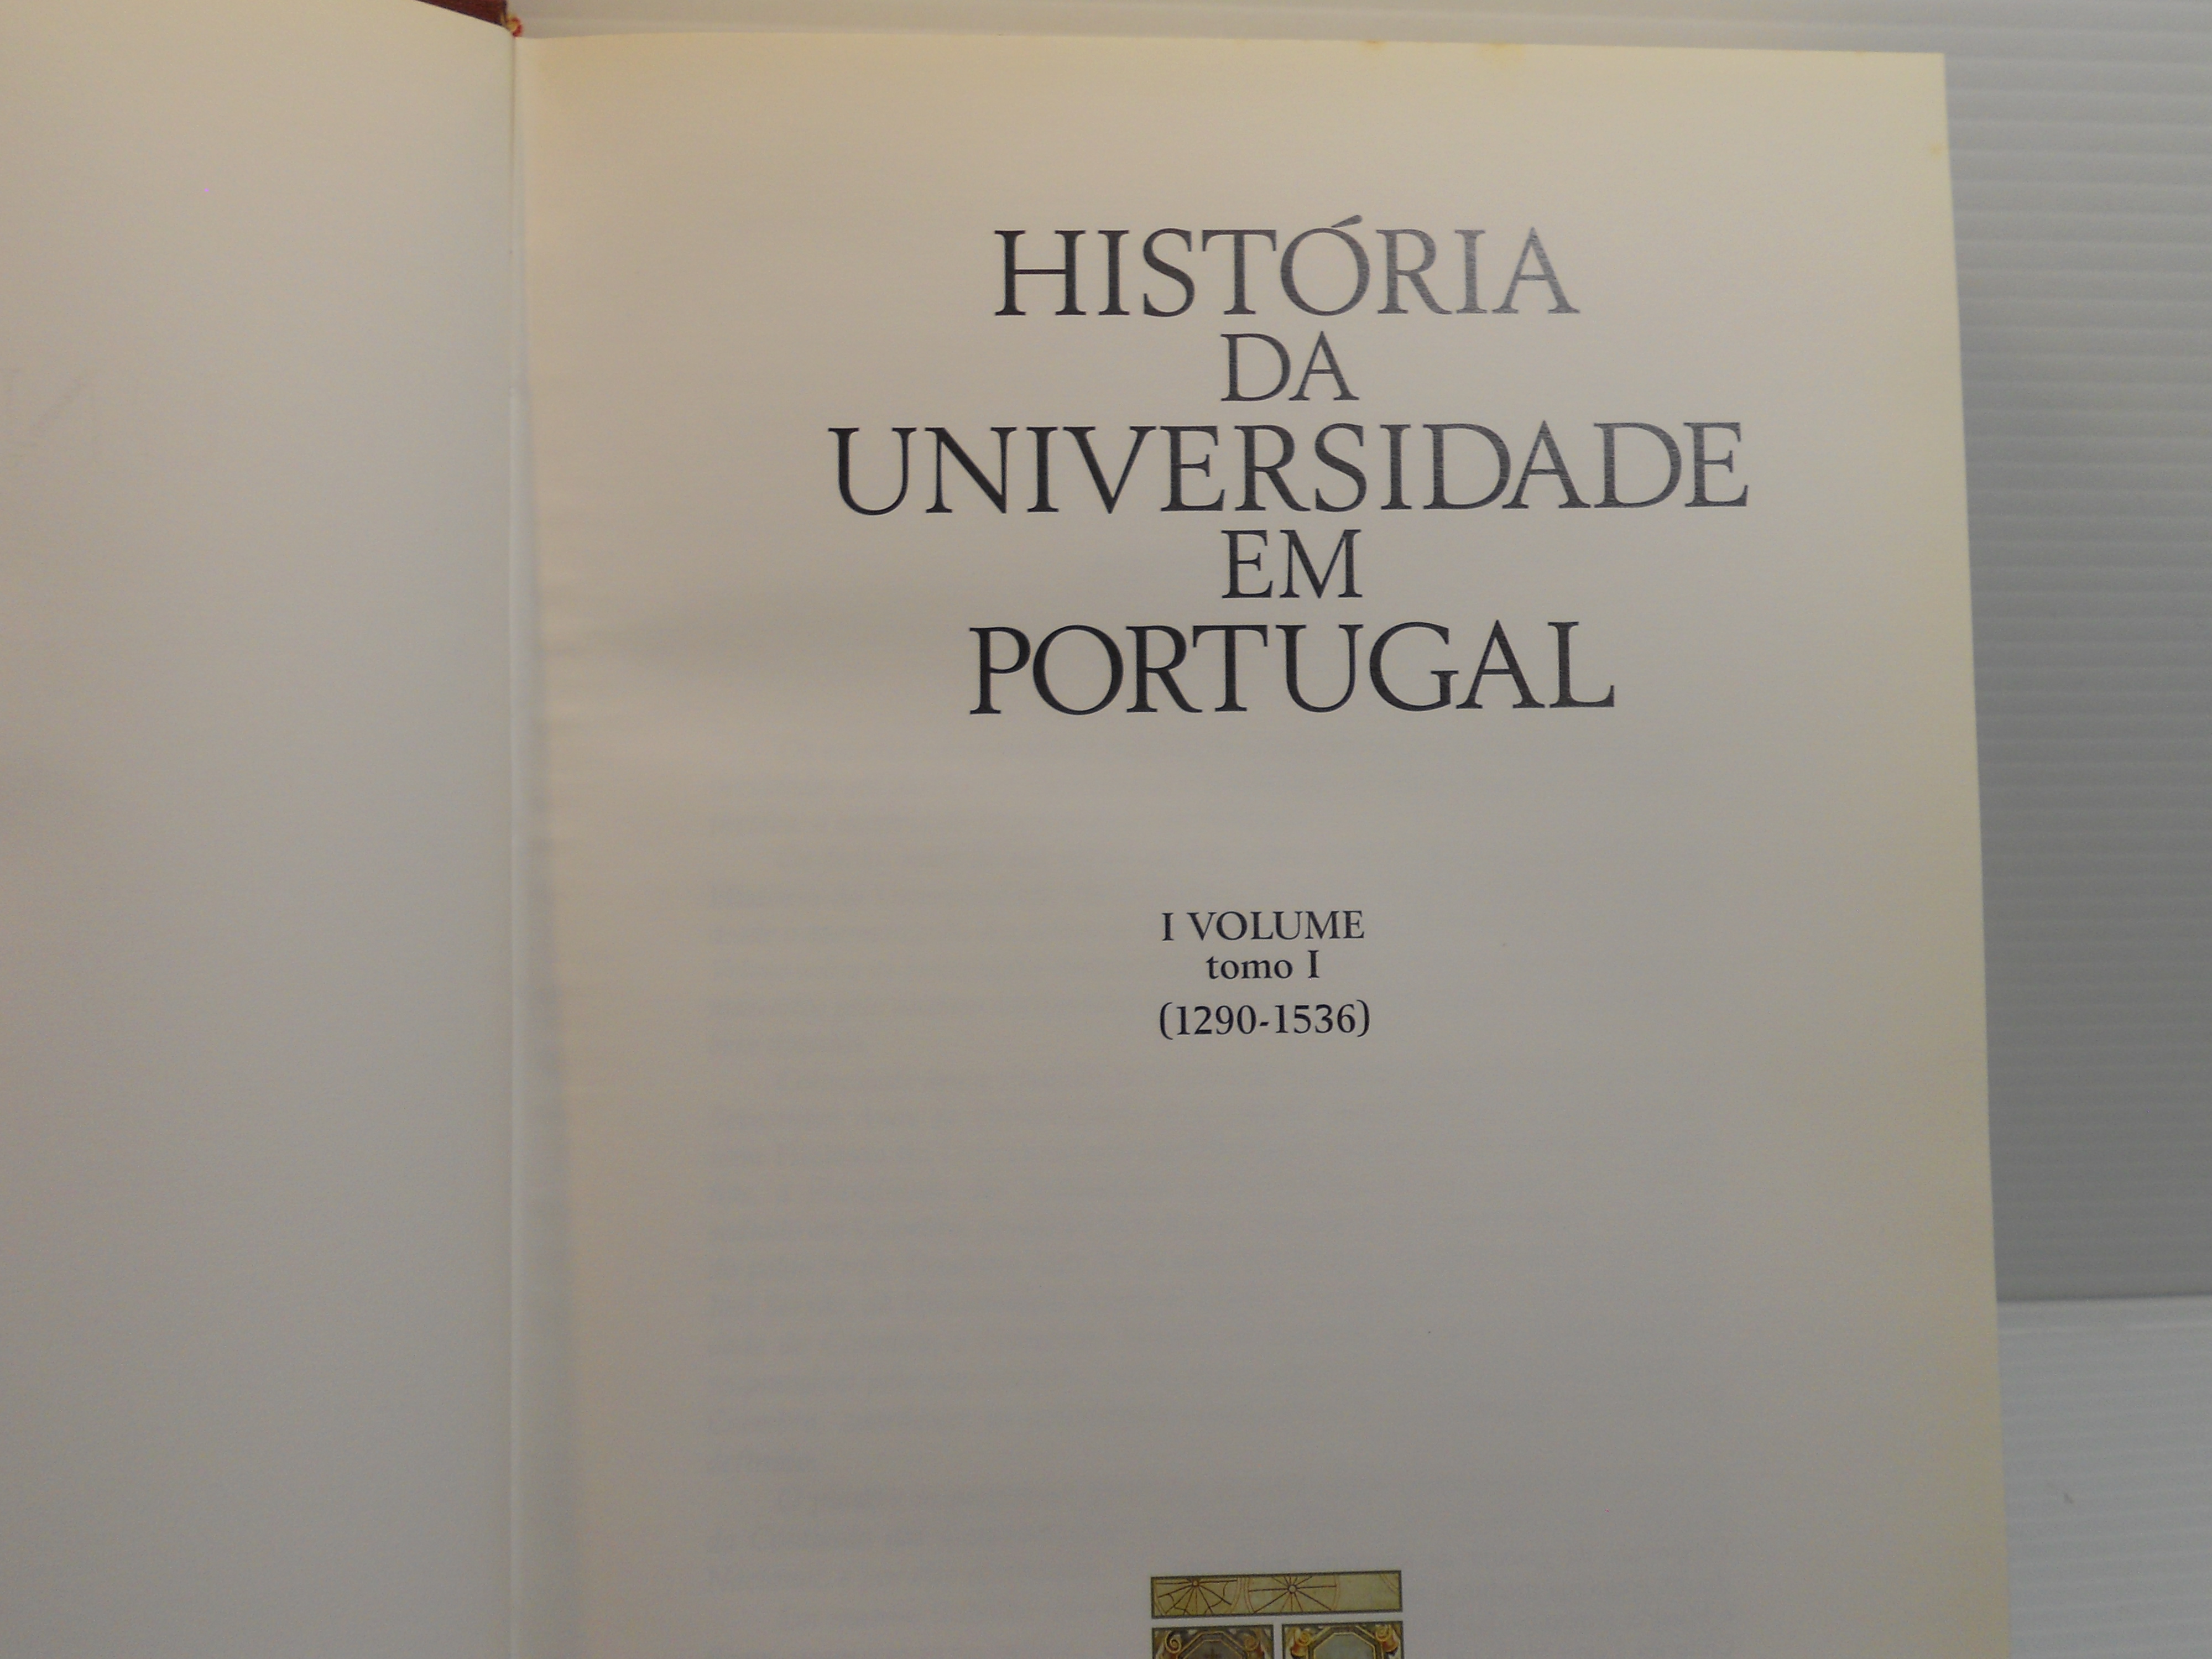 HISTÓRIA
DA
UNIVERSIDADE
EM
PORTUGAL
I VOLUME
tomo I
(1290-1536)